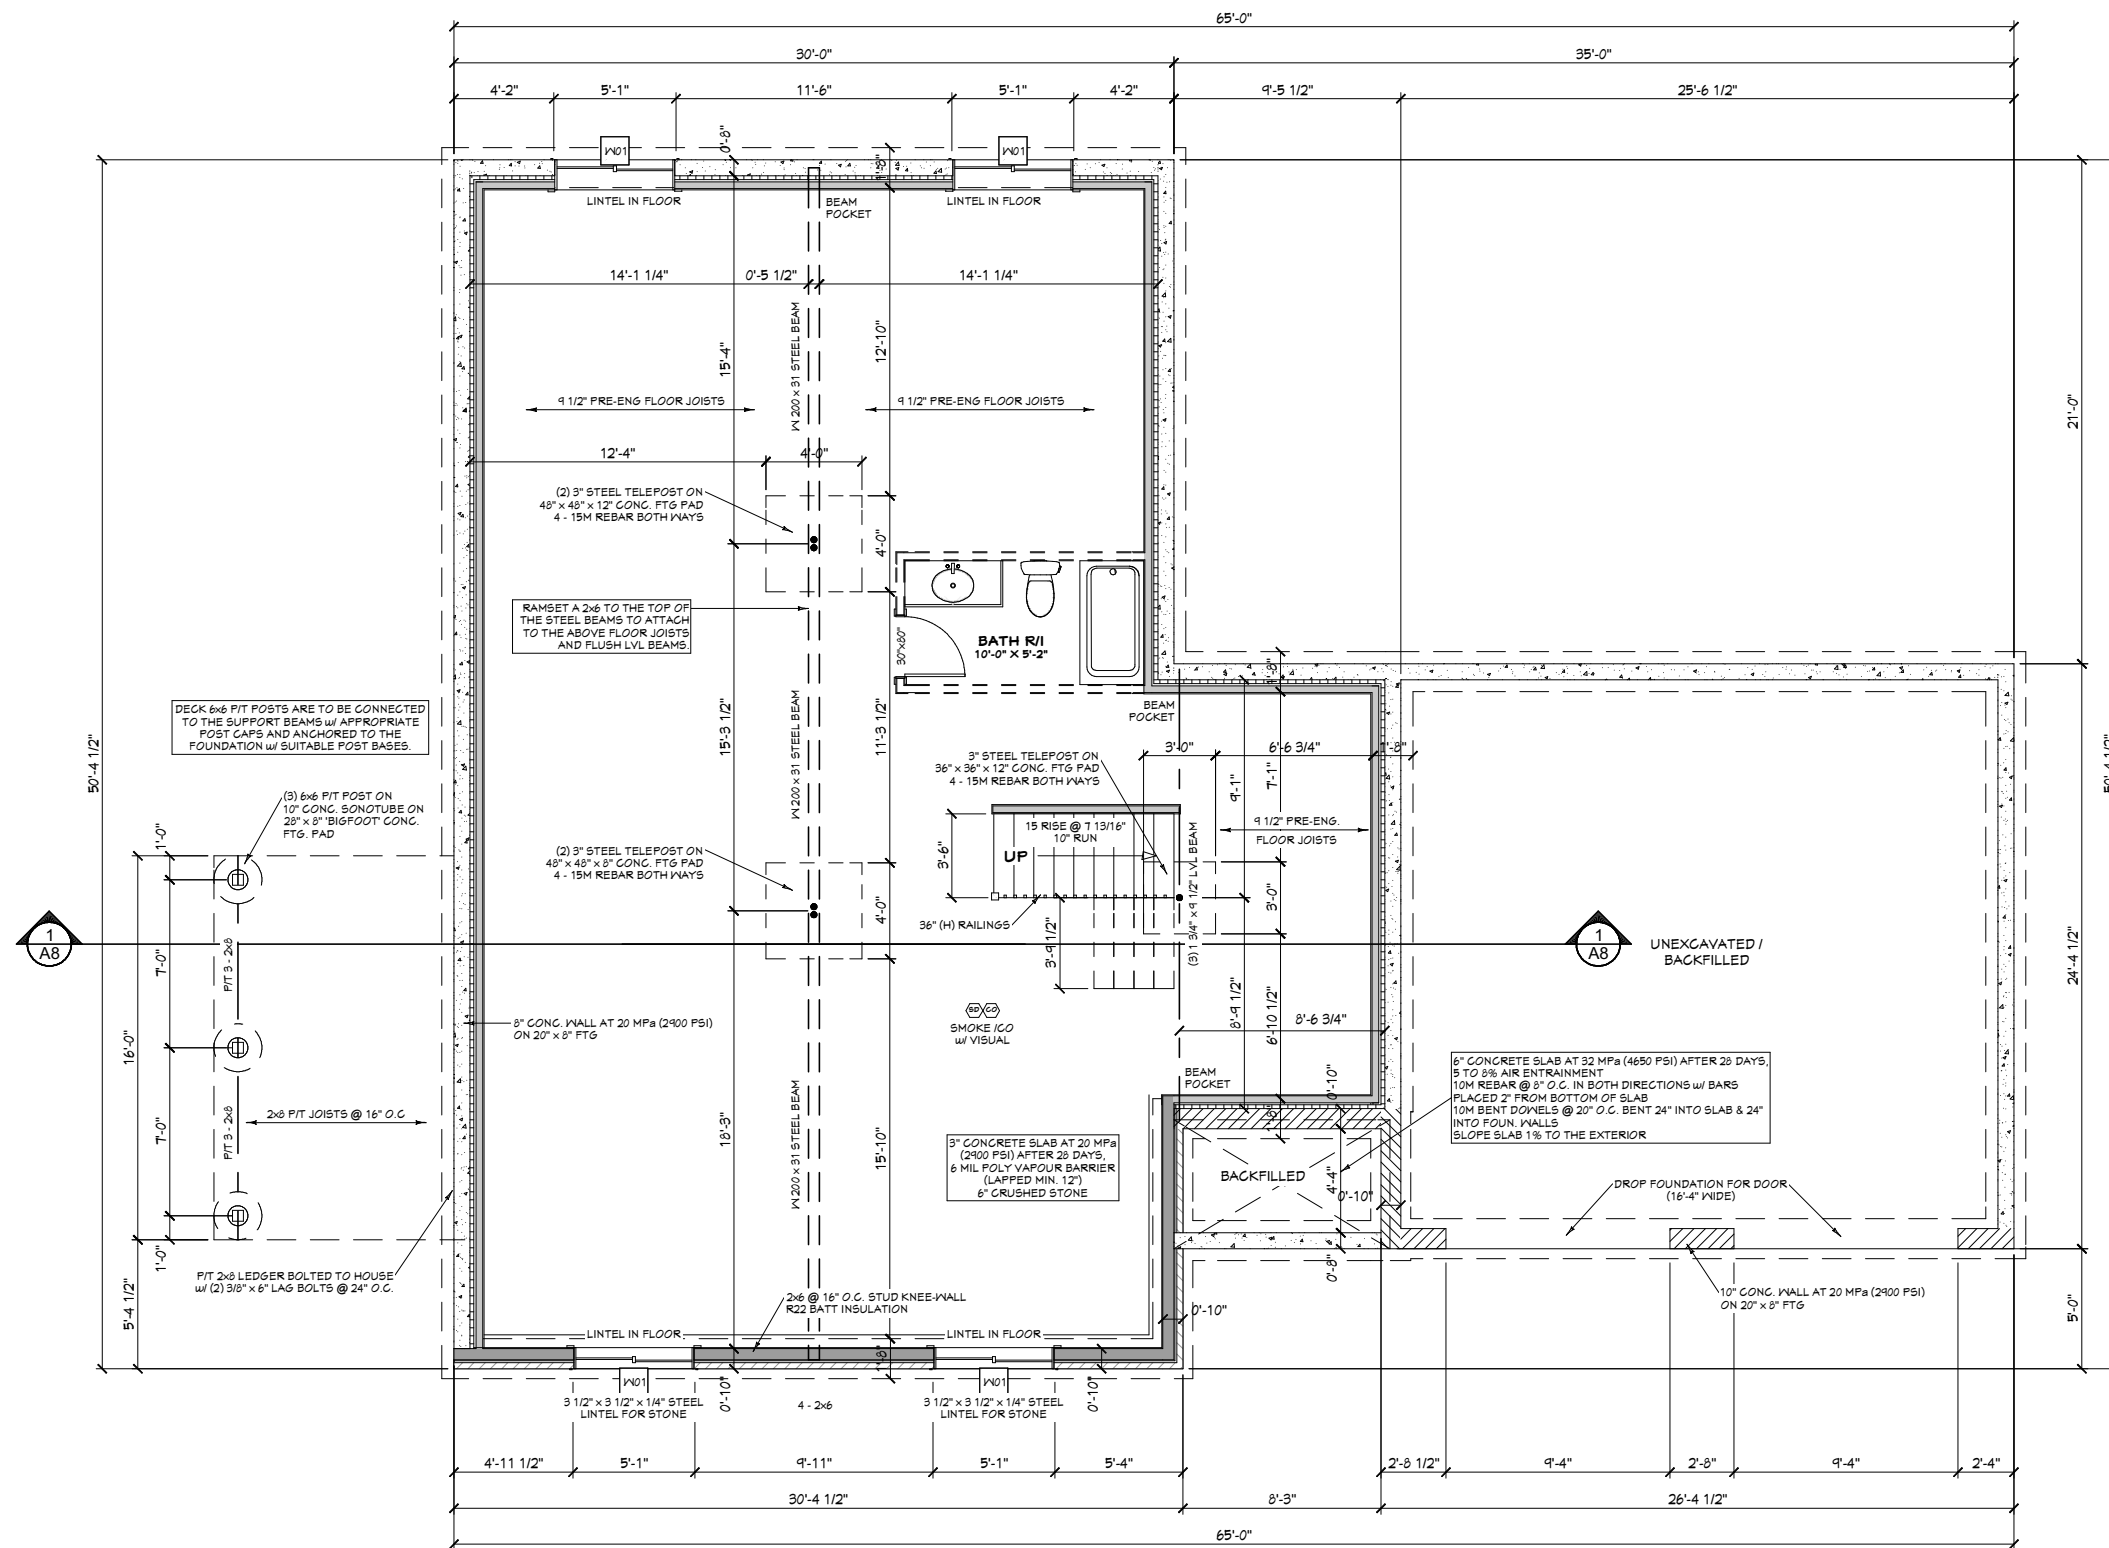 65'-0"
30'-0"
35'-0"
4'-2"
5'-1"
11'-6"
5'-1"
4'-2"
9'-5 1/2"
25'-6 1/2"
0'-8"
1'-8"
W01
W01
LINTEL IN FLOOR
BEAM
POCKET
LINTEL IN FLOOR
14'-1 1/4"
0'-5 1/2"
14'-1 1/4"
W 200 x 31 STEEL BEAM
15'-4"
12'-10"
9 1/2" PRE-ENG FLOOR JOISTS
9 1/2" PRE-ENG FLOOR JOISTS
21'-0"
12'-4"
4'-0"
(2) 3" STEEL TELEPOST ON
48" x 48" x 12" CONC. FTG PAD
4 - 15M REBAR BOTH WAYS
4'-0"
RAMSET A 2x6 TO THE TOP OF
THE STEEL BEAMS TO ATTACH
TO THE ABOVE FLOOR JOISTS
AND FLUSH LVL BEAMS.
30"x80"
BATH R/I
10'-0" X 5'-2"
1'-8"
DECK 6x6 P/T POSTS ARE TO BE CONNECTED
TO THE SUPPORT BEAMS w/ APPROPRIATE
POST CAPS AND ANCHORED TO THE
FOUNDATION w/ SUITABLE POST BASES.
BEAM
POCKET
50'-4 1/2"
50'-4 1/2"
15'-3 1/2"
W 200 x 31 STEEL BEAM
11'-3 1/2"
3" STEEL TELEPOST ON
36" x 36" x 12" CONC. FTG PAD
4 - 15M REBAR BOTH WAYS
3'-0"
6'-6 3/4"
1'-8"
9'-1"
7'-1"
(3) 6x6 P/T POST ON
10" CONC. SONOTUBE ON
28" x 8" 'BIGFOOT' CONC.
FTG. PAD
1'-0"
15 RISE @ 7 13/16"
10" RUN
UP
3'-6"
9 1/2" PRE-ENG.
FLOOR JOISTS
(2) 3" STEEL TELEPOST ON
48" x 48" x 8" CONC. FTG PAD
4 - 15M REBAR BOTH WAYS
4'-0"
36" (H) RAILINGS
3'-9 1/2"
(3) 1 3/4" x 9 1/2" LVL BEAM
3'-0"
1
A8
1
A8
UNEXCAVATED /
BACKFILLED
7'-0"
P/T 3 - 2x8
24'-4 1/2"
SD
CO
SMOKE /CO
w/ VISUAL
8" CONC. WALL AT 20 MPa (2900 PSI)
ON 20" x 8" FTG
8'-9 1/2"
6'-10 1/2"
8'-6 3/4"
16'-0"
BEAM
POCKET
0'-10"
6" CONCRETE SLAB AT 32 MPa (4650 PSI) AFTER 28 DAYS,
5 TO 8% AIR ENTRAINMENT
10M REBAR @ 8" O.C. IN BOTH DIRECTIONS w/ BARS
PLACED 2" FROM BOTTOM OF SLAB
10M BENT DOWELS @ 20" O.C. BENT 24" INTO SLAB & 24"
INTO FOUN. WALLS
SLOPE SLAB 1% TO THE EXTERIOR
2x8 P/T JOISTS @ 16" O.C
7'-0"
P/T 3 - 2x8
18'-3"
W 200 x 31 STEEL BEAM
15'-10"
1'-8"
3" CONCRETE SLAB AT 20 MPa
(2900 PSI) AFTER 28 DAYS,
6 MIL POLY VAPOUR BARRIER
(LAPPED MIN. 12")
6" CRUSHED STONE
BACKFILLED
4'-4"
0'-10"
DROP FOUNDATION FOR DOOR
(16'-4" WIDE)
1'-0"
0'-8"
P/T 2x8 LEDGER BOLTED TO HOUSE
w/ (2) 3/8" x 6" LAG BOLTS @ 24" O.C.
5'-4 1/2"
2x6 @ 16" O.C. STUD KNEE-WALL
R22 BATT INSULATION
0'-10"
10" CONC. WALL AT 20 MPa (2900 PSI)
ON 20" x 8" FTG
5'-0"
LINTEL IN FLOOR
LINTEL IN FLOOR
1'-8"
W01
W01
3 1/2" x 3 1/2" x 1/4" STEEL
LINTEL FOR STONE
0'-10"
4 - 2x6
3 1/2" x 3 1/2" x 1/4" STEEL
LINTEL FOR STONE
0'-10"
4'-11 1/2"
5'-1"
9'-11"
5'-1"
5'-4"
2'-8 1/2"
9'-4"
2'-8"
9'-4"
2'-4"
30'-4 1/2"
8'-3"
26'-4 1/2"
65'-0"